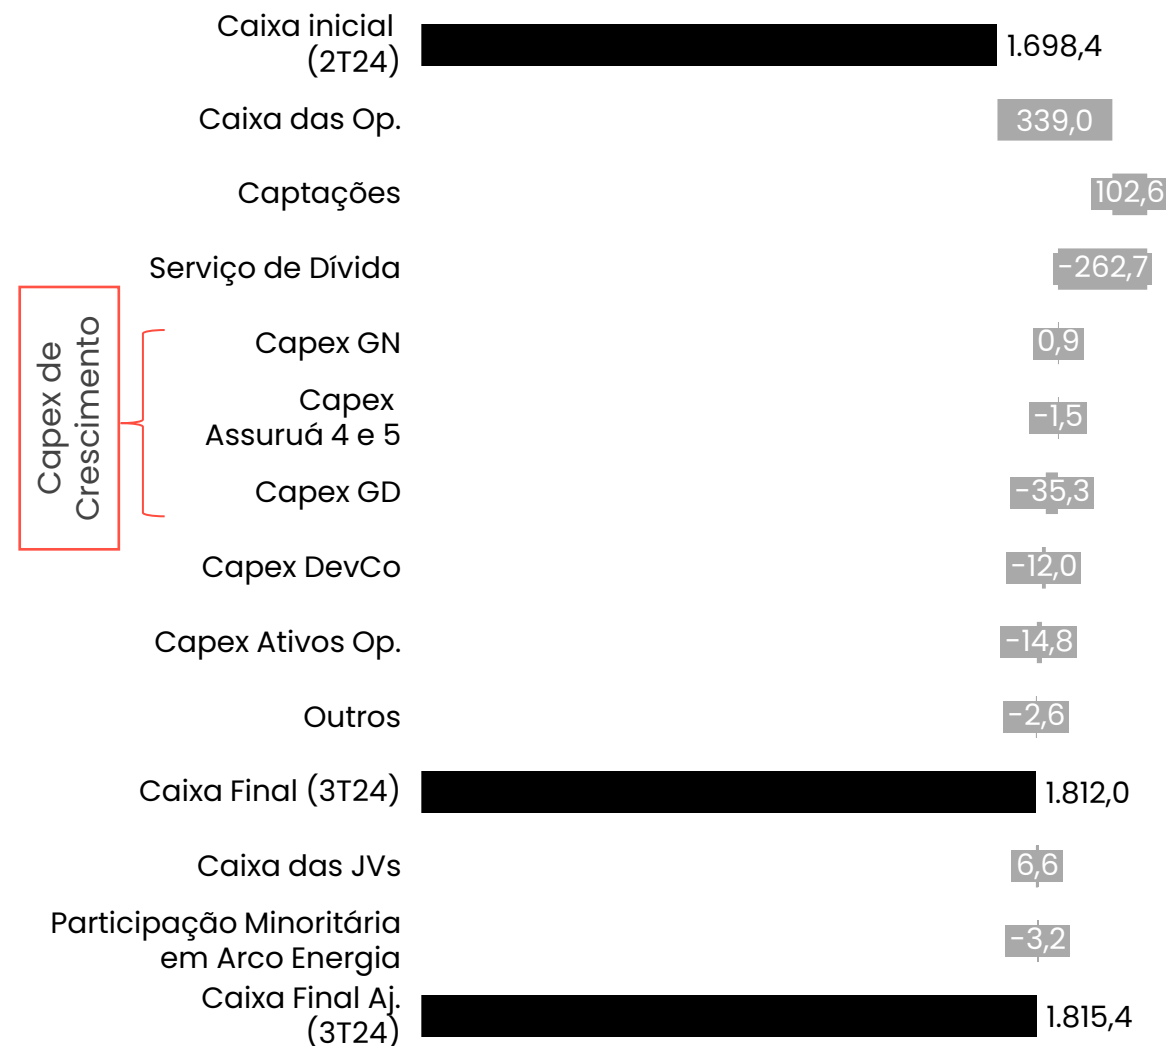 Caixa inicial
(2T24)
1.698,4
Caixa das Op.
339,0
Captações
102,6
Serviço de Dívida
-262,7
Capex de
Crescimento
Capex GN
0,9
Capex
Assuruá 4 e 5
-1,5
Capex GD
-35,3
Capex DevCo
-12,0
Capex Ativos Op.
-14,8
Outros
-2,6
Caixa Final (3T24)
1.812,0
Caixa das JVs
6,6
Participação Minoritária
em Arco Energia
-3,2
Caixa Final Aj.
(3T24)
1.815,4